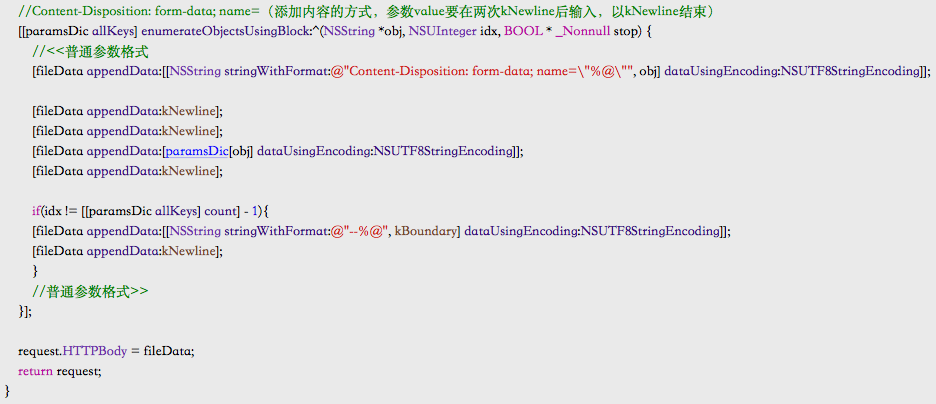 //Content-Disposition: form-data; name=（添加内容的方式，参数value要在两次kNewline后输入，以kNewline结束）
[[paramsDic allKeys] enumerateObjectsUsingBlock:^(NSString *obj, NSUInteger idx, BOOL * _Nonnull stop) {
//<<普通参数格式
[fileData appendData:[[NSString stringWithFormat:@"Content-Disposition: form-data; name=\"%@\"", obj] dataUsingEncoding:NSUTF8StringEncoding]];
[fileData appendData:kNewline];
[fileData appendData:kNewline];
[fileData appendData:[paramsDic[obj] dataUsingEncoding:NSUTF8StringEncoding]];
[fileData appendData:kNewline];
if(idx != [[paramsDic allKeys] count] - 1){
[fileData appendData:[[NSString stringWithFormat:@"--%@", kBoundary] dataUsingEncoding:NSUTF8StringEncoding]];
[fileData appendData:kNewline];
}
//普通参数格式>>
}];
request.HTTPBody = fileData;
return request;
}